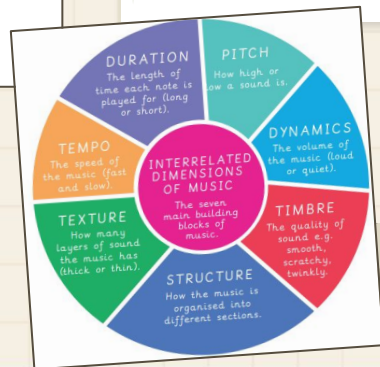 PITCH
How high or
low a sound is.
DYNAMICS
The volume of
the music (loud
or quiet).
TIMBRE
The quality of
sound e.g.
smooth,
scratchy,
twinkly.
STRUCTURE
How the music is
organised into
different sections.
TEXTURE
How many
layers of sound
the music has
(thick or thin).
TEMPO
The speed of
the music (fast
and slow).
DURATION
The length of
time each note is
played for (long
or short).
INTERRELATED
DIMENSIONS
OF MUSIC
The seven
main building
blocks of
music.